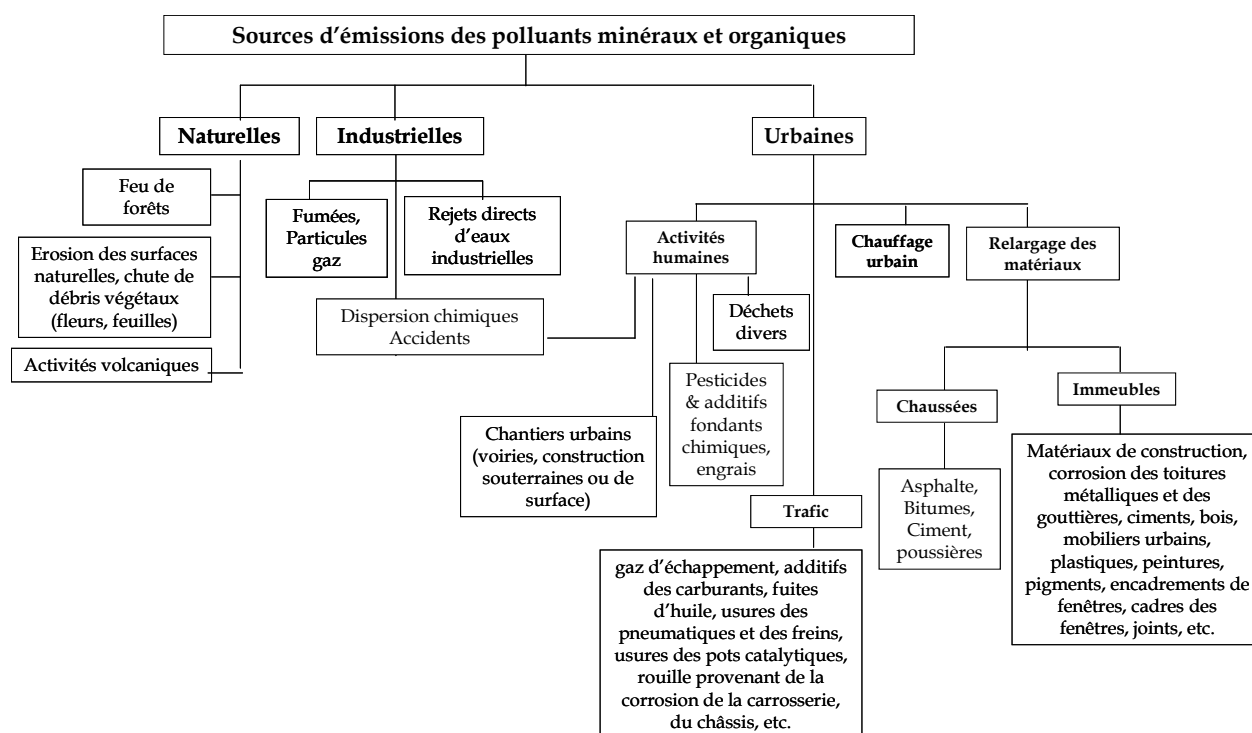 Sources d'émissions des polluants minéraux et organiques
Naturelles
Industrielles
Urbaines
Feu de
forêts
Erosion des surfaces
naturelles, chute de
débris végétaux
(fleurs, feuilles)
Activités volcaniques
Fumées,
Particules
gaz
Rejets directs
d'eaux
industrielles
Dispersion chimiques
Accidents
Activités
humaines
Chauffage
urbain
Relargage des
matériaux
Déchets
divers
Pesticides
& additifs
fondants
chimiques,
engrais
Chantiers urbains
(voiries, construction
souterraines ou de
surface)
Trafic
gaz d'échappement, additifs
des carburants, fuites
d'huile, usures des
pneumatiques et des freins,
usures des pots catalytiques,
rouille provenant de la
corrosion de la carrosserie,
du châssis, etc.
Chaussées
Asphalte,
Bitumes,
Ciment,
poussières
Immeubles
Matériaux de construction,
corrosion des toitures
métalliques et des
gouttières, ciments, bois,
mobiliers urbains,
plastiques, peintures,
pigments, encadrements de
fenêtres, cadres des
fenêtres, joints, etc.